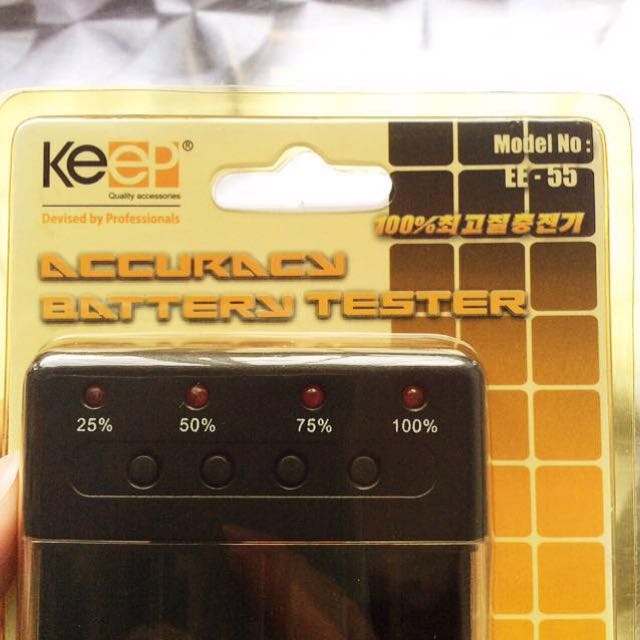 KeeP®
Quality accessories
Devised by Professionals
Model No :
EE - 55
100%최고질충전기
ACCURACY
BATTERY TESTER
25% 50% 75% 100%